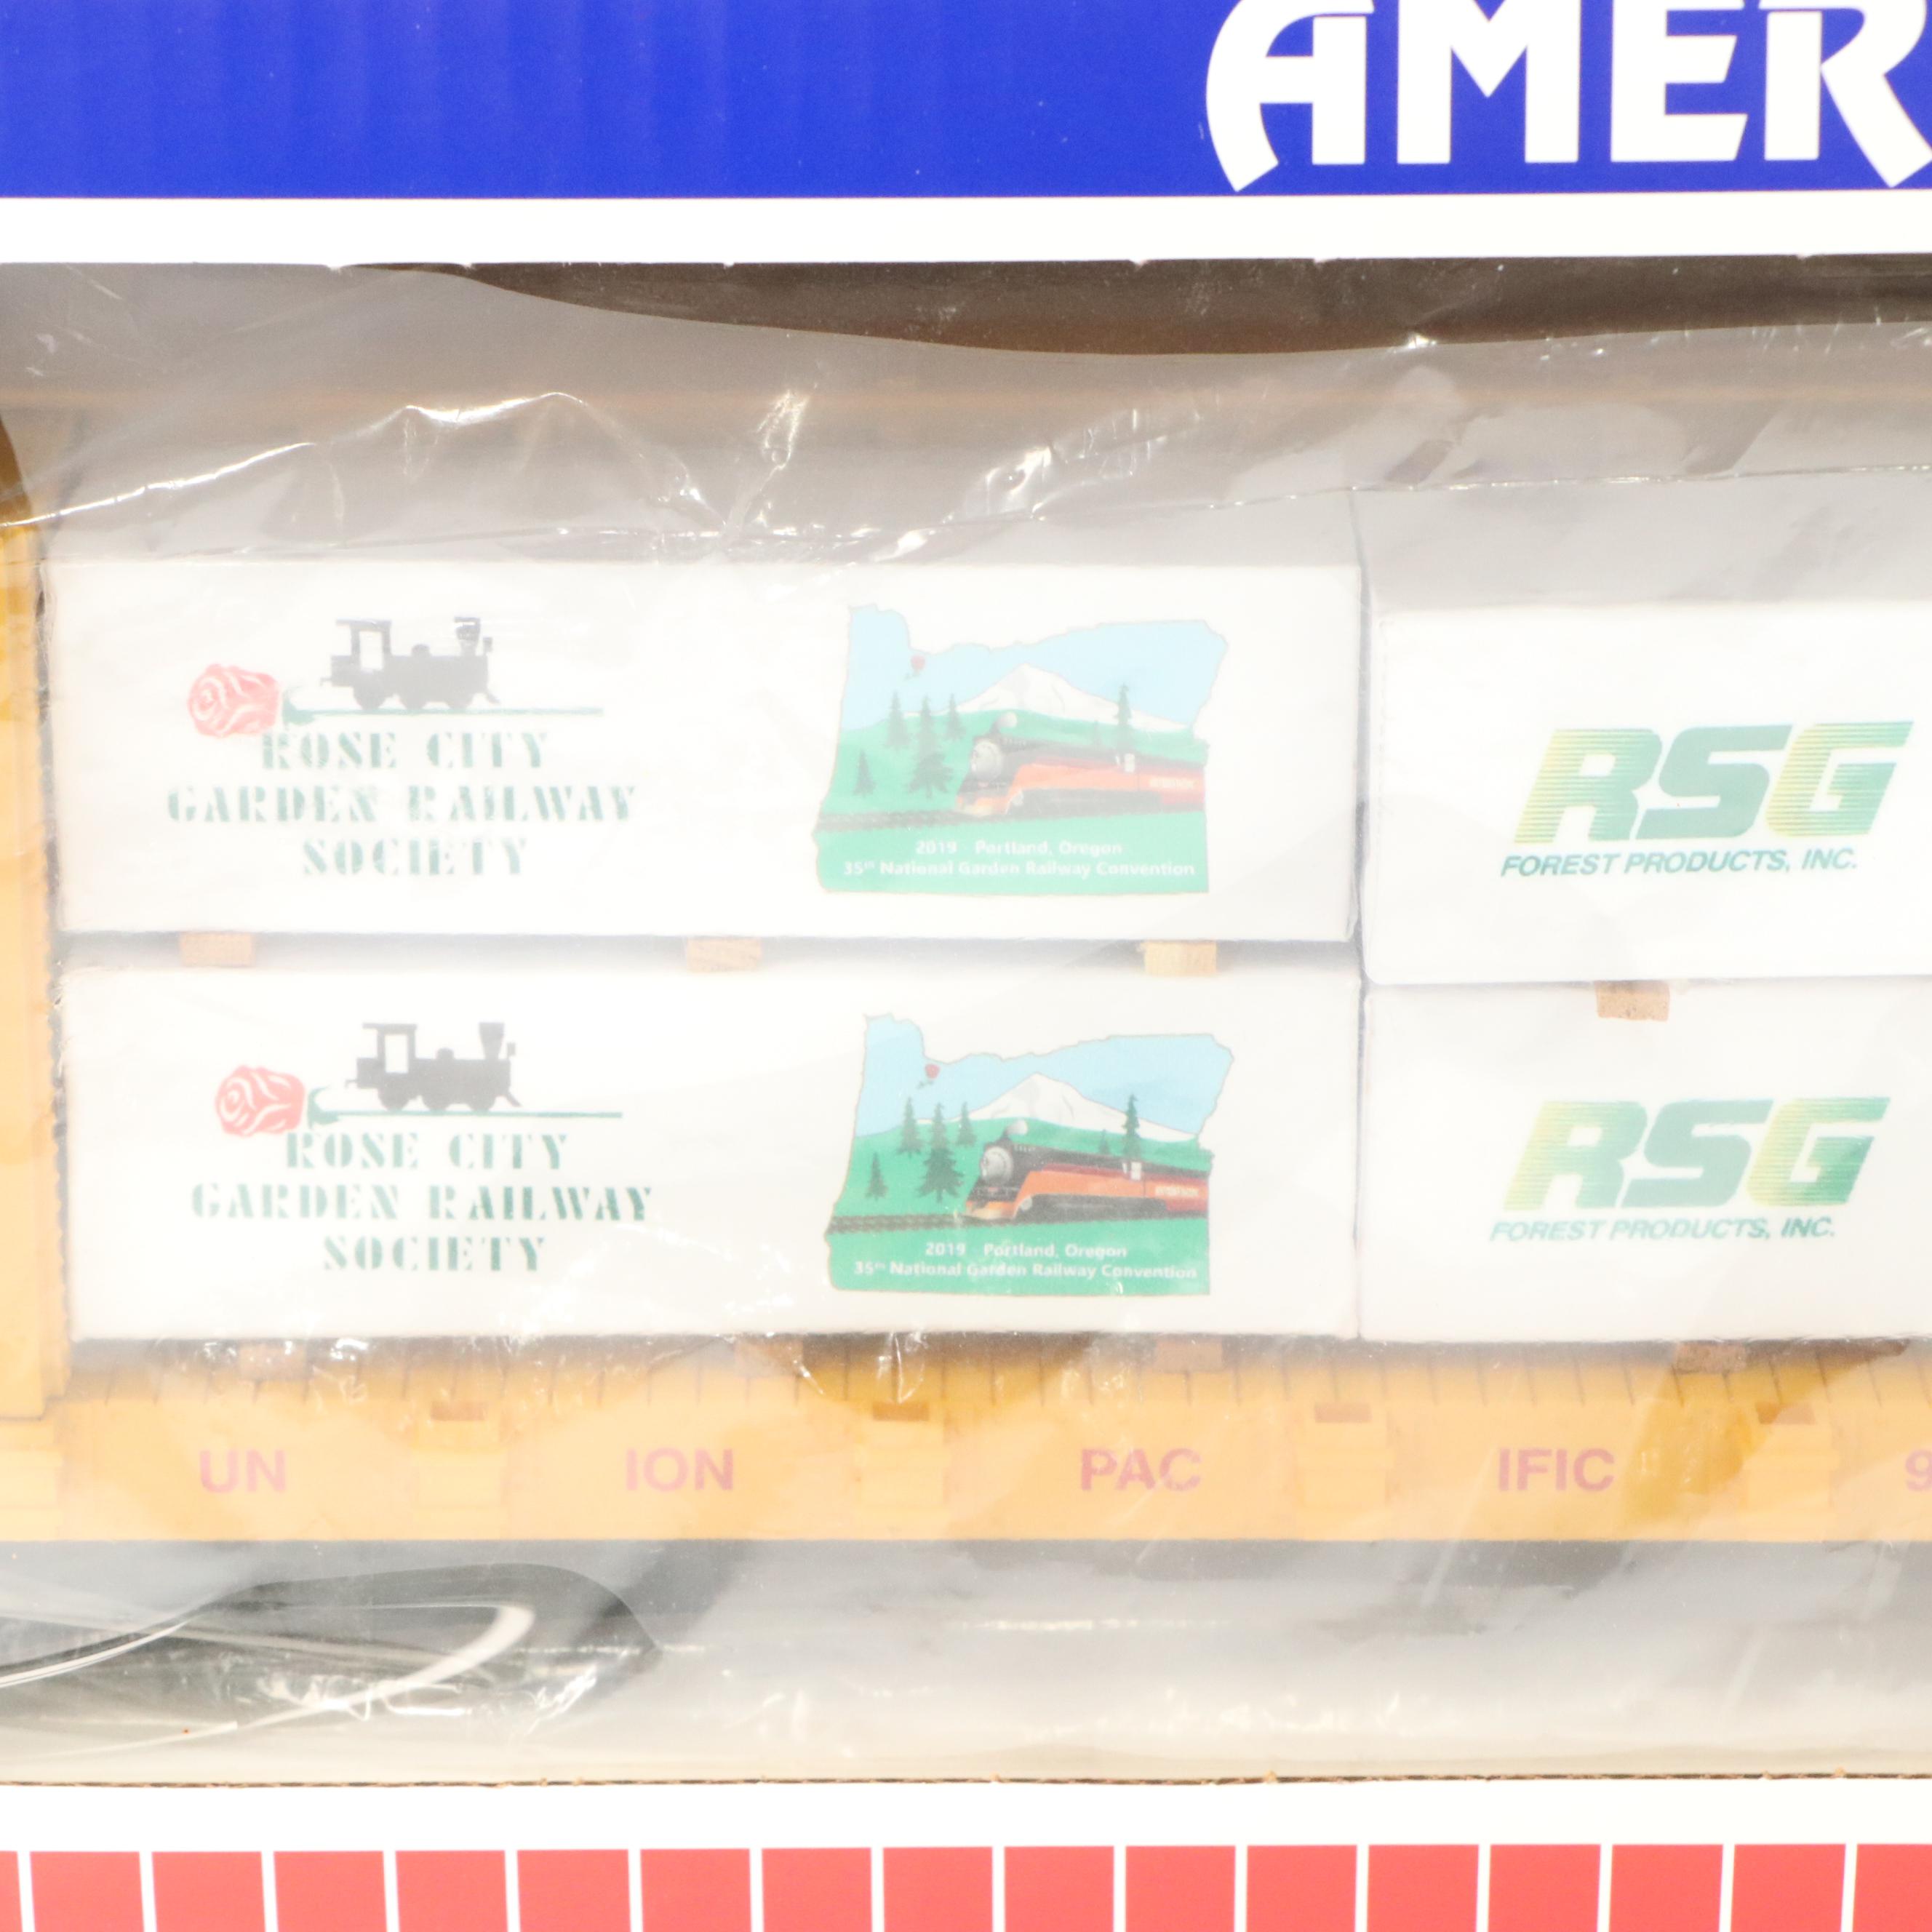 AMER
ROSE CITY
GARDEN RAILWAY
SOCIETY
2019 Portland, Oregon
35th National Garden Railway Convention
RSG
FOREST PRODUCTS, INC.
ROSE CITY
GARDEN RAILWAY
SOCIETY
2019 Portland, Oregon
35th National Garden Railway Convention
RSG
FOREST PRODUCTS, INC.
UN ION PAC IFIC 9